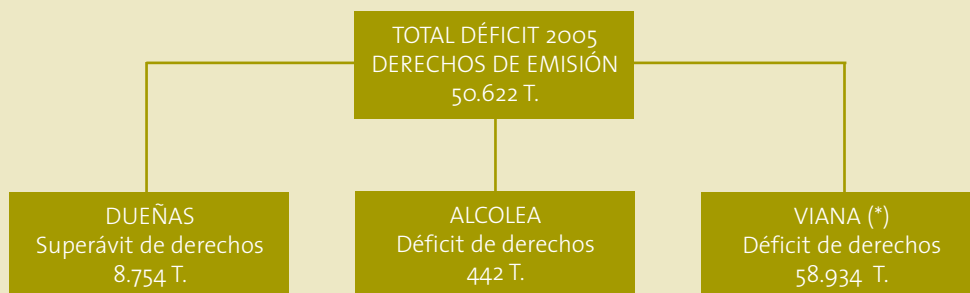 TOTAL DÉFICIT 2005
DERECHOS DE EMISIÓN
50.622 T.
DUEÑAS
Superávit de derechos
8.754 T.
ALCOLEA
Déficit de derechos
442 T.
VIANA (*)
Déficit de derechos
58.934 T.